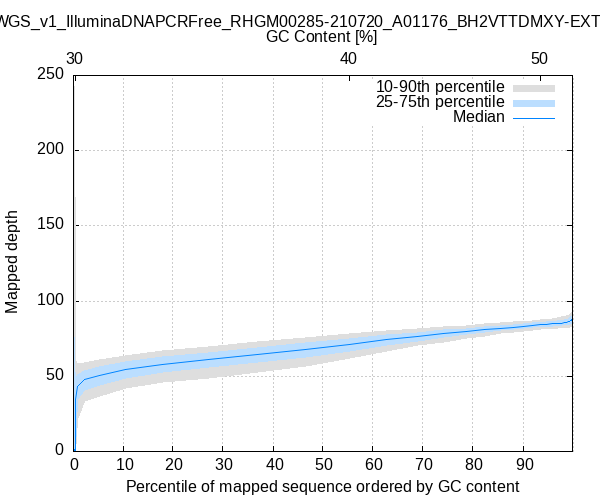 WGS_v1_IlluminaDNAPCRFree_RHGM00285-210720_A01176_BH2VTTDMXY-EXT
GC Content [%]
30 40 50
250
10-90th percentile
25-75th percentile
Median
200
150
100
50
0
Mapped depth
0 10 20 30 40 50 60 70 80 90
Percentile of mapped sequence ordered by GC content